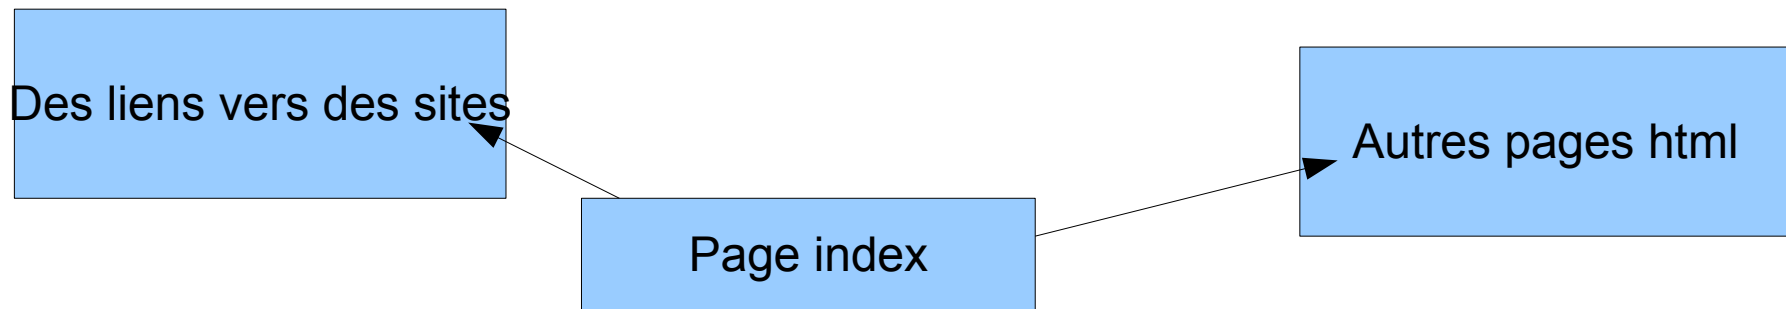 Des liens vers des sites
Autres pages html
Page index